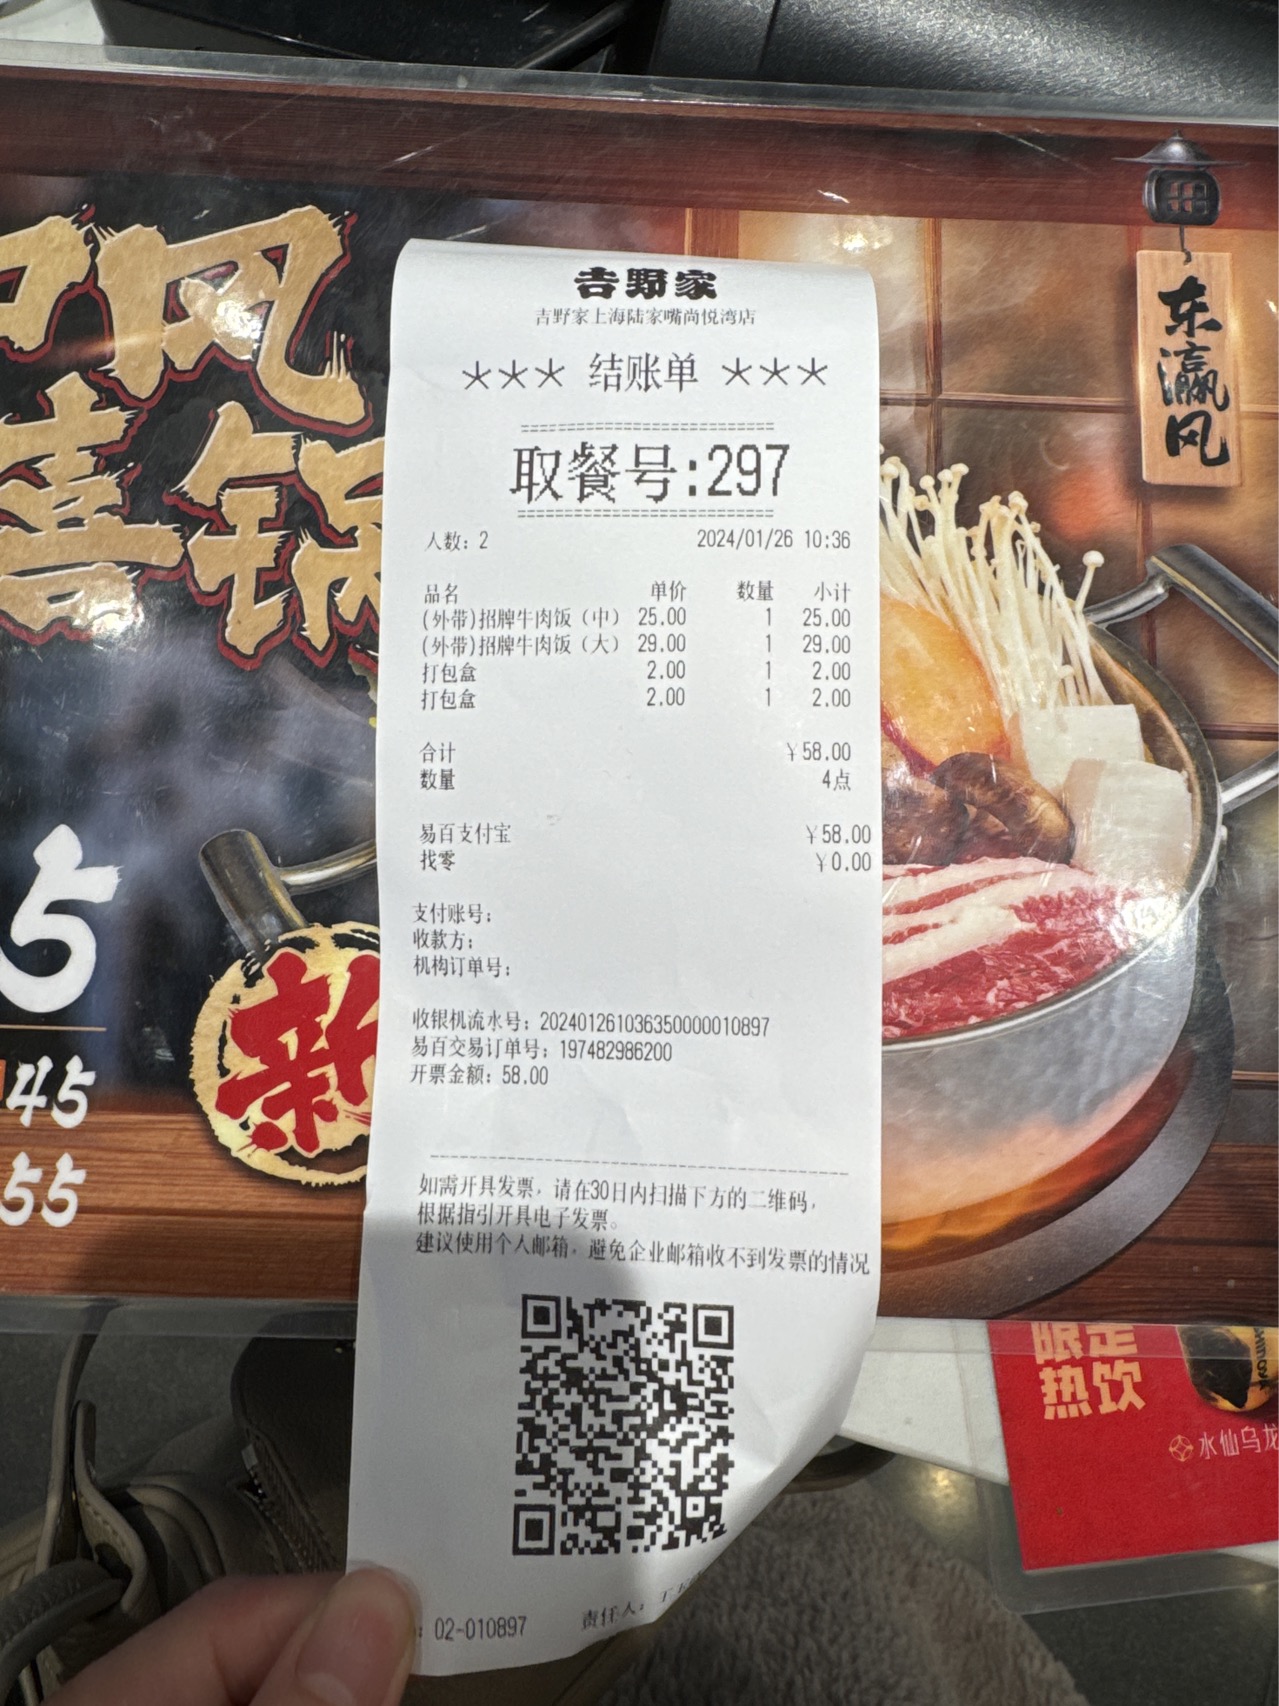 风
喜锅
5
45
55
新
东瀛风
吉野家
吉野家上海陆家嘴尚悦湾店
*** 结账单 ***
取餐号:297
人数: 2 2024/01/26 10:36
品名 单价 数量 小计
(外带)招牌牛肉饭（中） 25.00 1 25.00
(外带)招牌牛肉饭（大） 29.00 1 29.00
打包盒 2.00 1 2.00
打包盒 2.00 1 2.00
合计 ¥58.00
数量 4点
易百支付宝 ¥58.00
找零 ¥0.00
支付账号:
收款方:
机构订单号:
收银机流水号: 202401261036350000010897
易百交易订单号: 197482986200
开票金额: 58.00
如需开具发票, 请在30日内扫描下方的二维码,
根据指引开具电子发票。
建议使用个人邮箱, 避免企业邮箱收不到发票的情况
: 02-010897 责任人:
限定
热饮
水仙乌龙